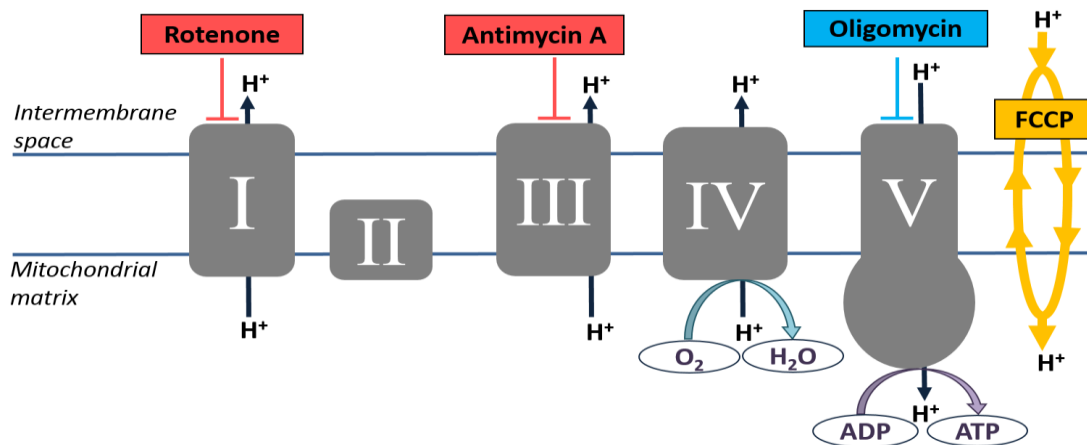 Rotenone
Antimycin A
Oligomycin
H⁺
H⁺
H⁺
H⁺
H⁺
Intermembrane
space
FCCP
I
II
III
IV
V
Mitochondrial
matrix
H⁺
H⁺
H⁺
O₂
H₂O
H⁺
H⁺
ADP
ATP